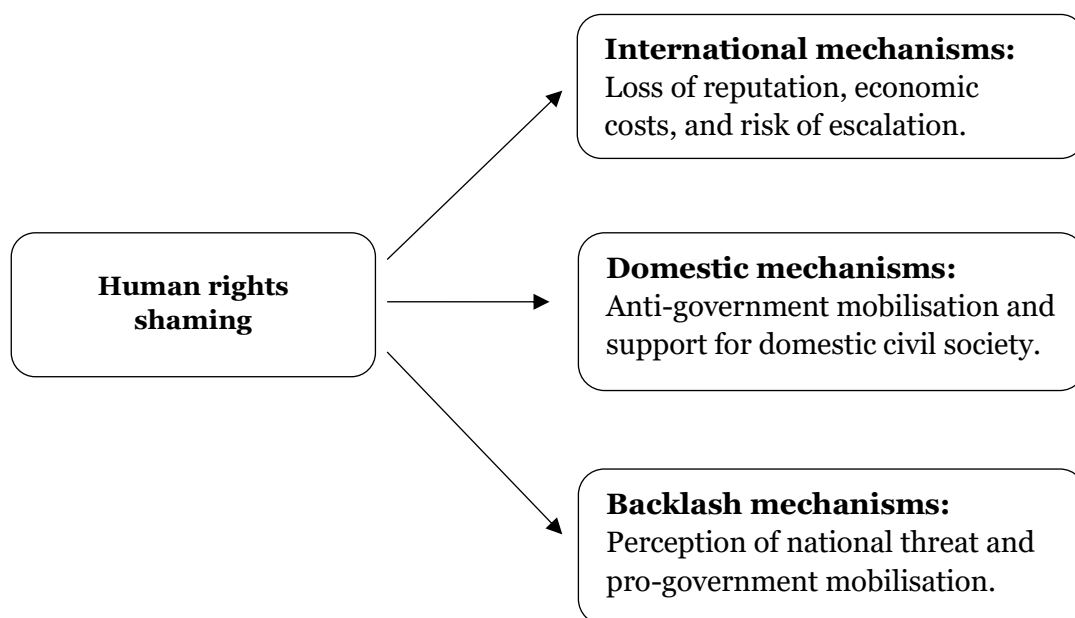 International mechanisms:
Loss of reputation, economic
costs, and risk of escalation.
Human rights
shaming
Domestic mechanisms:
Anti-government mobilisation and
support for domestic civil society.
Backlash mechanisms:
Perception of national threat and
pro-government mobilisation.